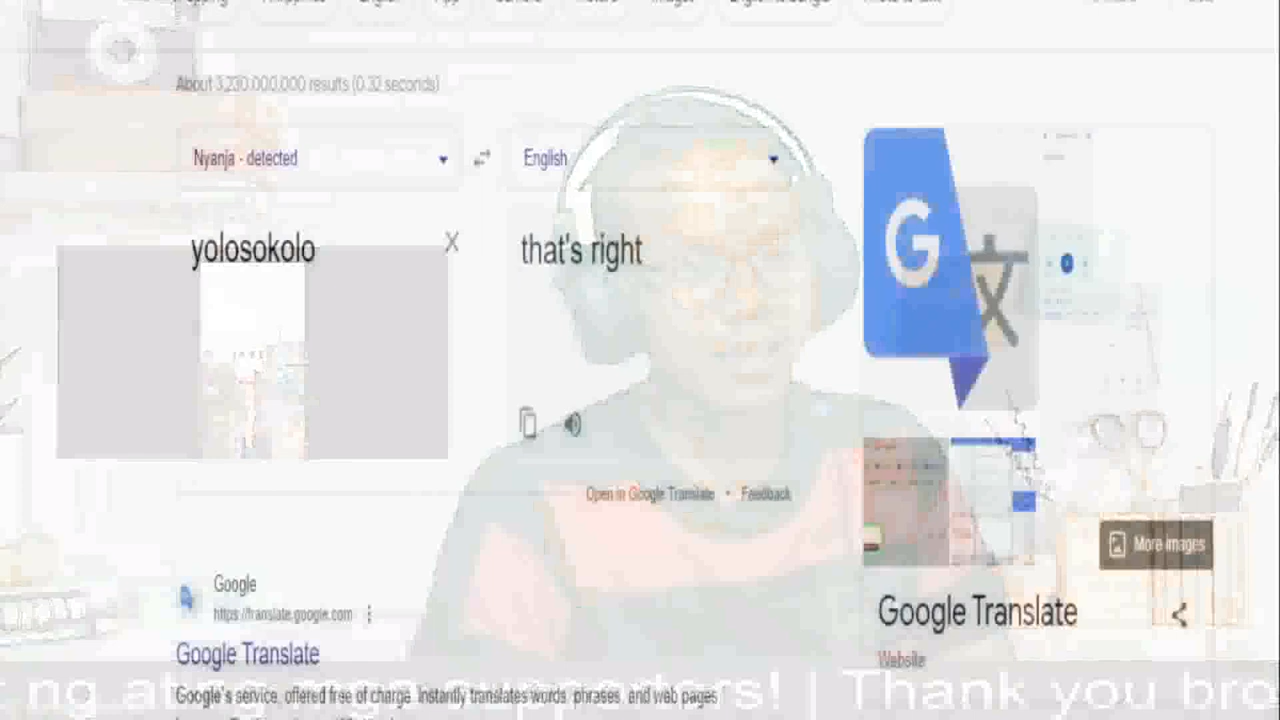 About 3,230,000,000 results (0.32 seconds)
Nyanja - detected
English
yolosokolo
X
that's right
G
文
Open in Google Translate • Feedback
More images
Google
https://translate.google.com
Google Translate
Google Translate
Website
supporters! | Thank you bro
Google's service, offered free of charge, instantly translates words, phrases, and web pages